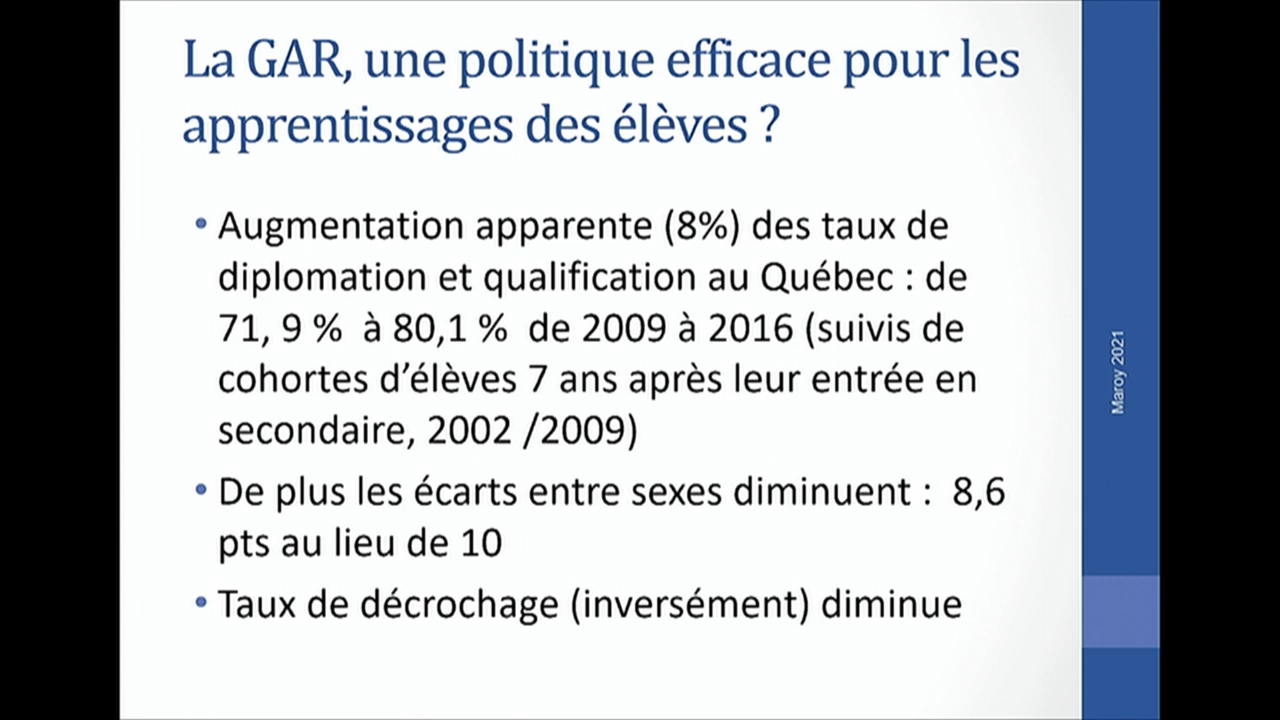 La GAR, une politique efficace pour les
apprentissages des élèves ?
• Augmentation apparente (8%) des taux de
diplomation et qualification au Québec : de
71, 9 %  à 80,1 %  de 2009 à 2016 (suivis de
cohortes d’élèves 7 ans après leur entrée en
secondaire, 2002 /2009)
• De plus les écarts entre sexes diminuent :  8,6
pts au lieu de 10
• Taux de décrochage (inversément) diminue
Maroy 2021